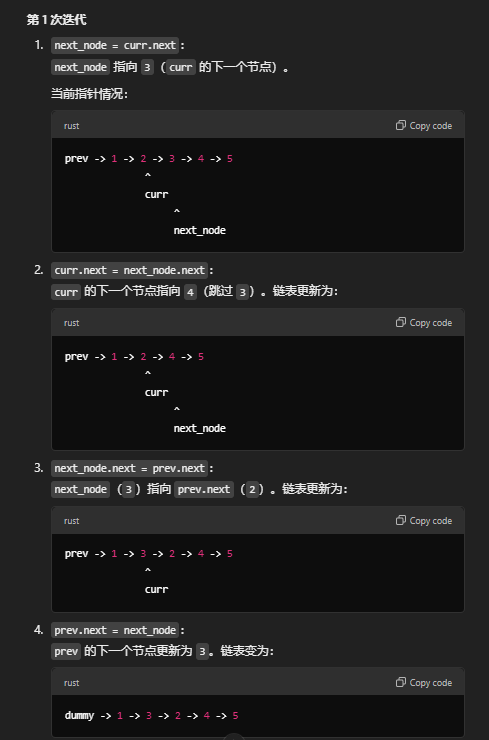 第 1 次迭代
1. next_node = curr.next：
next_node 指向 3（curr 的下一个节点）。
当前指针情况：
rust
Copy code
prev -> 1 -> 2 -> 3 -> 4 -> 5
^
curr
^
next_node
2. curr.next = next_node.next：
curr 的下一个节点指向 4（跳过 3）。链表更新为：
rust
Copy code
prev -> 1 -> 2 -> 4 -> 5
^
curr
^
next_node
3. next_node.next = prev.next：
next_node（3）指向 prev.next（2）。链表更新为：
rust
Copy code
prev -> 1 -> 3 -> 2 -> 4 -> 5
^
curr
4. prev.next = next_node：
prev 的下一个节点更新为 3。链表变为：
rust
Copy code
dummy -> 1 -> 3 -> 2 -> 4 -> 5